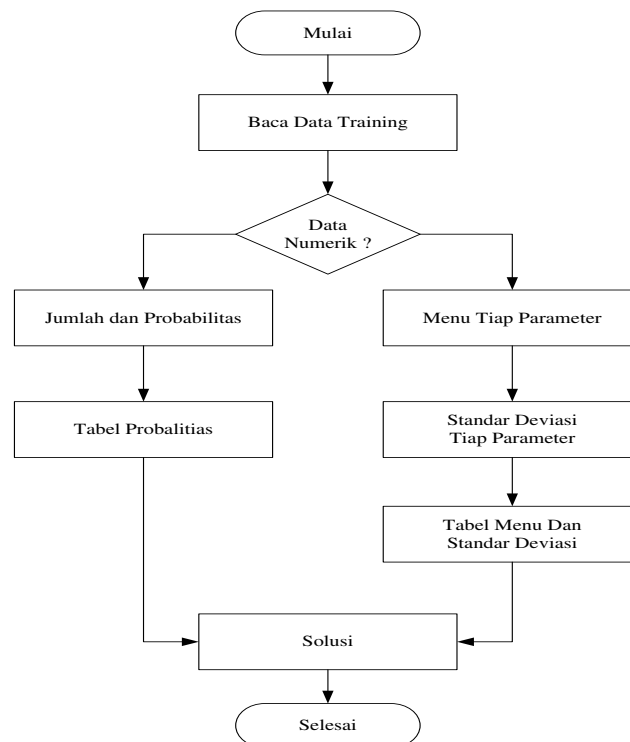 Mulai
Baca Data Training
Data
Numerik ?
Jumlah dan Probabilitas
Menu Tiap Parameter
Tabel Probalitias
Standar Deviasi
Tiap Parameter
Tabel Menu Dan
Standar Deviasi
Solusi
Selesai